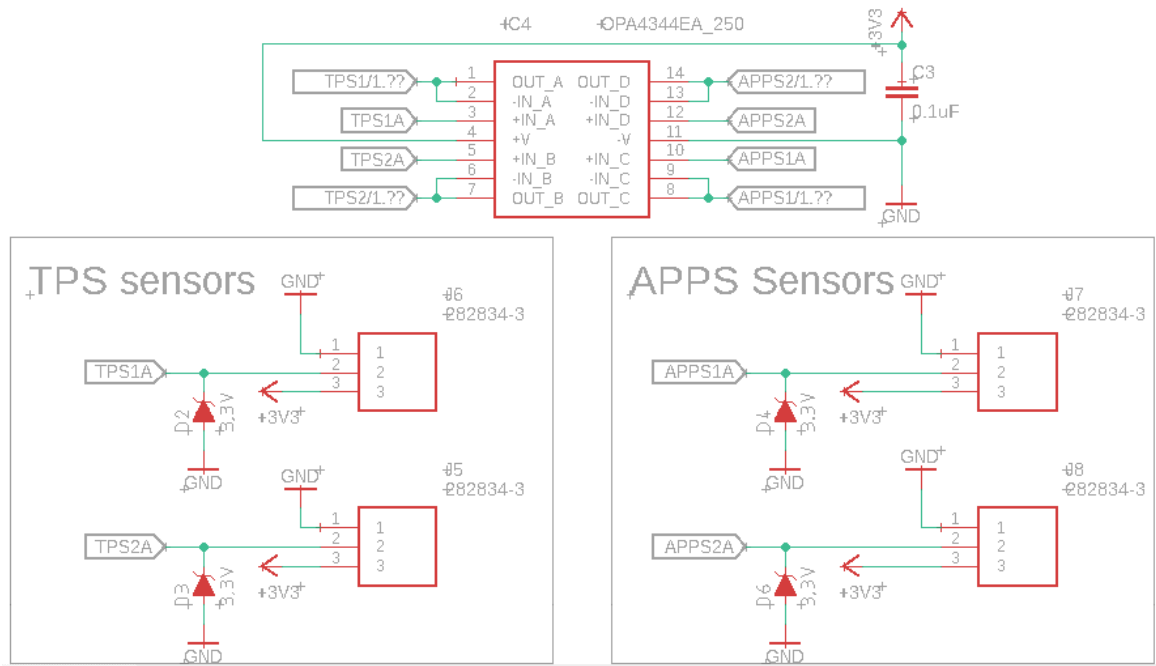 IC4 OPA4344EA_250
+3V3
TPS1/1.?? 1 OUT_A OUT_D 14 APPS2/1.??
2 -IN_A -IN_D 13
TPS1A 3 +IN_A +IN_D 12 APPS2A
4 +V -V 11
TPS2A 5 +IN_B +IN_C 10 APPS1A
6 -IN_B -IN_C 9
TPS2/1.?? 7 OUT_B OUT_C 8 APPS1/1.??
C3
0.1uF
GND
TPS sensors
GND
J6
282834-3
1 1
TPS1A 2 2
3 3
D2 3,3V +3V3
GND
GND
J5
282834-3
1 1
TPS2A 2 2
3 3
D3 3,3V +3V3
GND
APPS Sensors
GND
J7
282834-3
1 1
APPS1A 2 2
3 3
D4 3,3V +3V3
GND
GND
J8
282834-3
1 1
APPS2A 2 2
3 3
D6 3,3V +3V3
GND